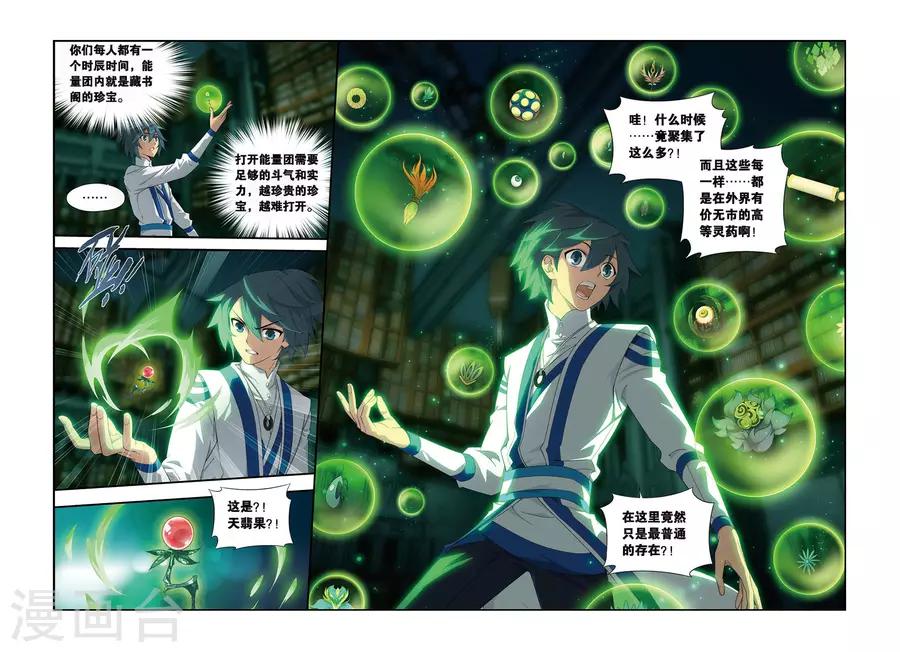 你们每人都有一
个时辰时间，能
量团内就是藏书
阁的珍宝。
打开能量团需要
足够的斗气和实
力，越珍贵的珍
宝，越难打开。
……
这是?!
天翡果?!
哇！什么时候
……竟聚集了
这么多?!
而且这些每
一样……都
是在外界有
价无市的高
等灵药啊！
在这里竟然
只是最普通
的存在?!
漫画台